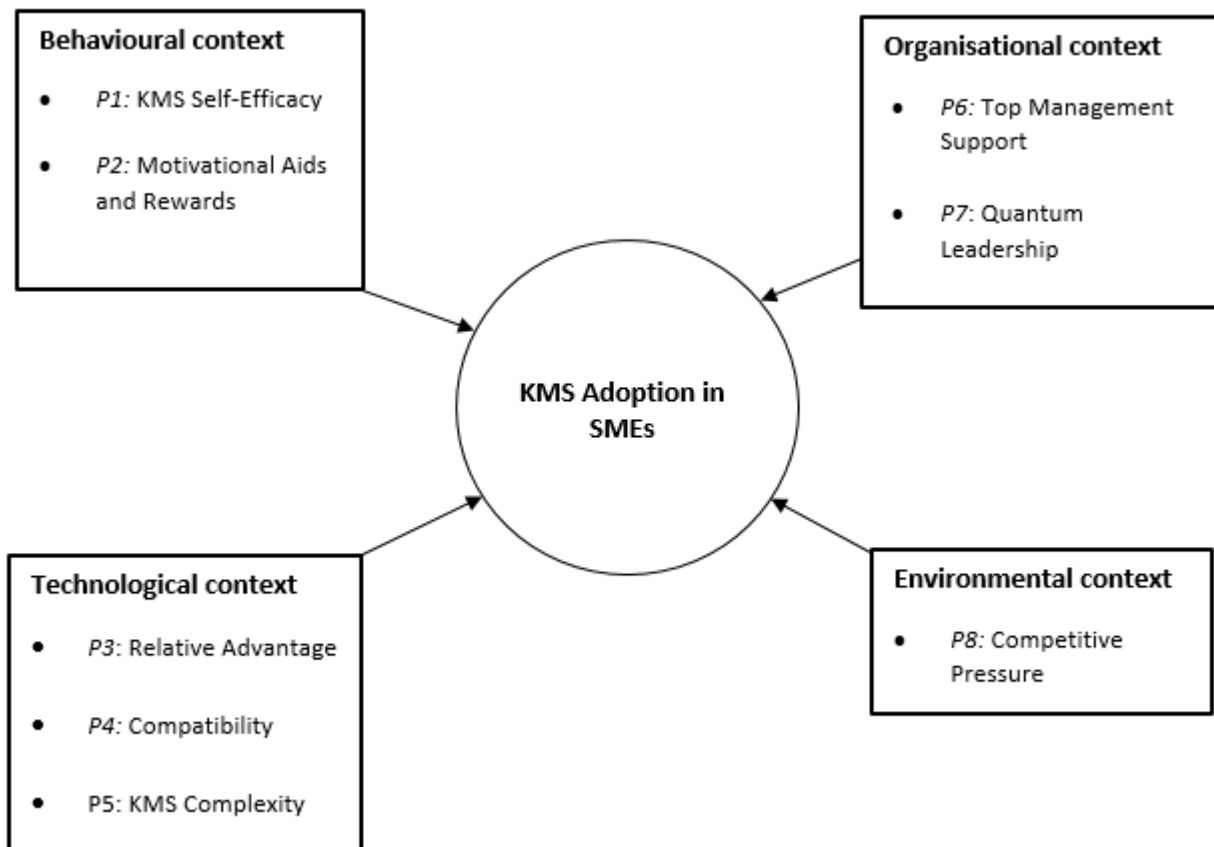 Behavioural context
• P1: KMS Self-Efficacy
• P2: Motivational Aids
and Rewards
Organisational context
• P6: Top Management
Support
• P7: Quantum
Leadership
KMS Adoption in
SMEs
Technological context
• P3: Relative Advantage
• P4: Compatibility
• P5: KMS Complexity
Environmental context
• P8: Competitive
Pressure